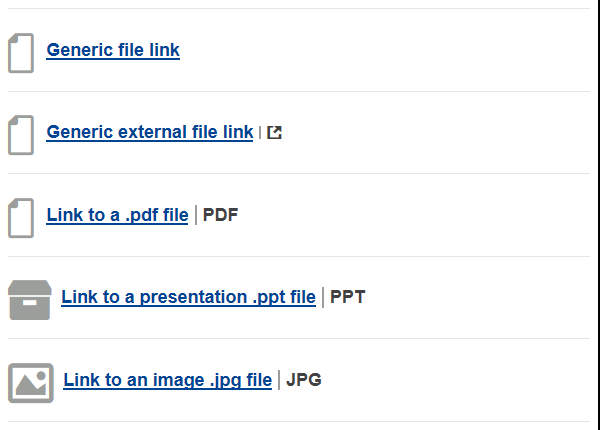 Generic file link
Generic external file link |
Link to a .pdf file | PDF
Link to a presentation .ppt file | PPT
Link to an image .jpg file | JPG